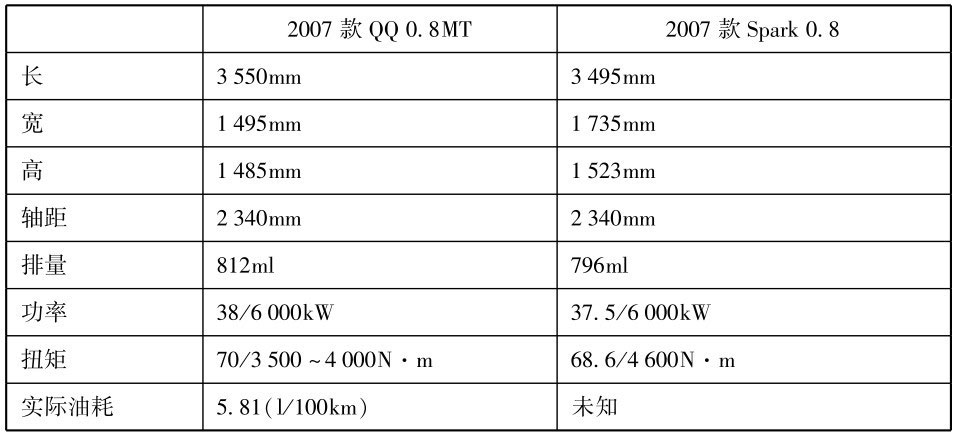 2007 款 QQ 0.8MT 2007 款 Spark 0.8
长 3 550mm 3 495mm
宽 1 495mm 1 735mm
高 1 485mm 1 523mm
轴距 2 340mm 2 340mm
排量 812ml 796ml
功率 38/6 000kW 37.5/6 000kW
扭矩 70/3 500 ~ 4 000N·m 68.6/4 600N·m
实际油耗 5.81(l/100km) 未知